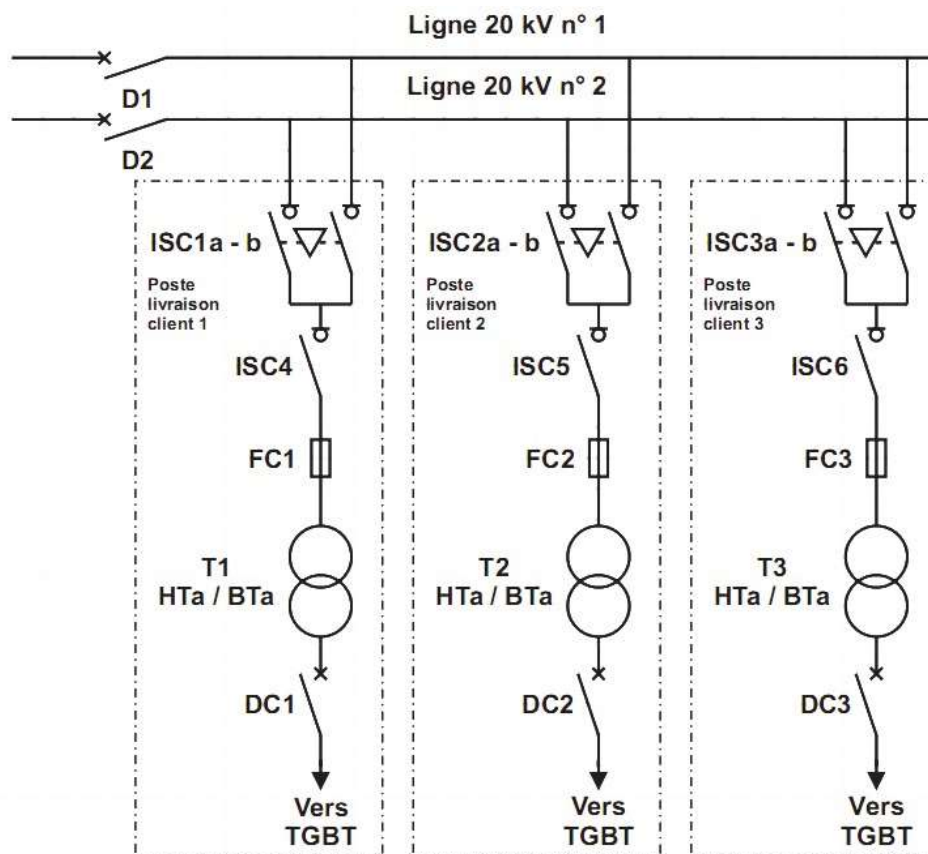 Ligne 20 kV n° 1
D1
Ligne 20 kV n° 2
D2
ISC1a - b
Poste
livraison
client 1
ISC4
FC1
T1
HTa / BTa
DC1
Vers
TGBT
ISC2a - b
Poste
livraison
client 2
ISC5
FC2
T2
HTa / BTa
DC2
Vers
TGBT
ISC3a - b
Poste
livraison
client 3
ISC6
FC3
T3
HTa / BTa
DC3
Vers
TGBT